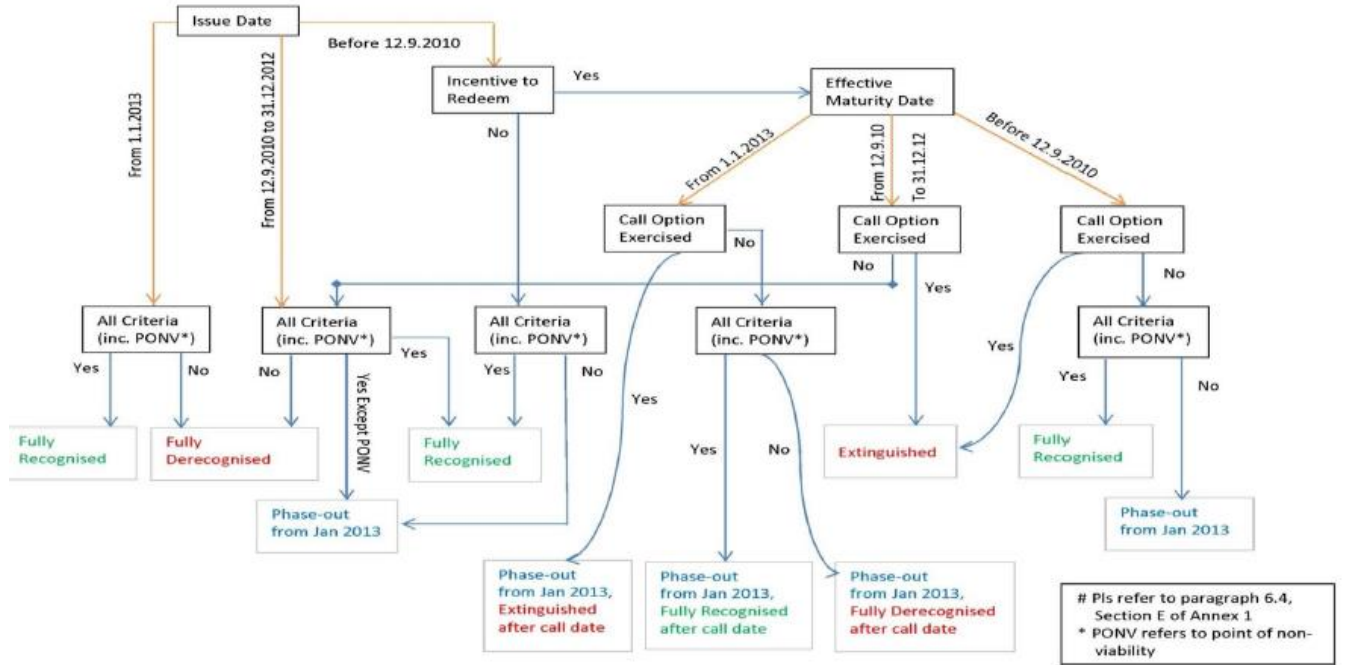 Issue Date
Before 12.9.2010
From 1.1.2013
From 12.9.2010 to 31.12.2012
Incentive to
Redeem
Yes
No
Effective
Maturity Date
From 1.1.2013
From 12.9.10
To 31.12.12
Before 12.9.2010
Call Option
Exercised
No
Call Option
Exercised
No
Yes
Call Option
Exercised
No
Yes
All Criteria
(inc. PONV*)
Yes
No
All Criteria
(inc. PONV*)
No
Yes Except PONV
Yes
All Criteria
(inc. PONV*)
Yes
No
Yes
All Criteria
(inc. PONV*)
Yes
No
All Criteria
(inc. PONV*)
Yes
No
Fully
Recognised
Fully
Derecognised
Fully
Recognised
Extinguished
Fully
Recognised
Phase-out
from Jan 2013
Phase-out
from Jan 2013
Phase-out
from Jan 2013,
Extinguished
after call date
Phase-out
from Jan 2013,
Fully Recognised
after call date
Phase-out
from Jan 2013,
Fully Derecognised
after call date
# Pls refer to paragraph 6.4,
Section E of Annex 1
* PONV refers to point of non-
viability